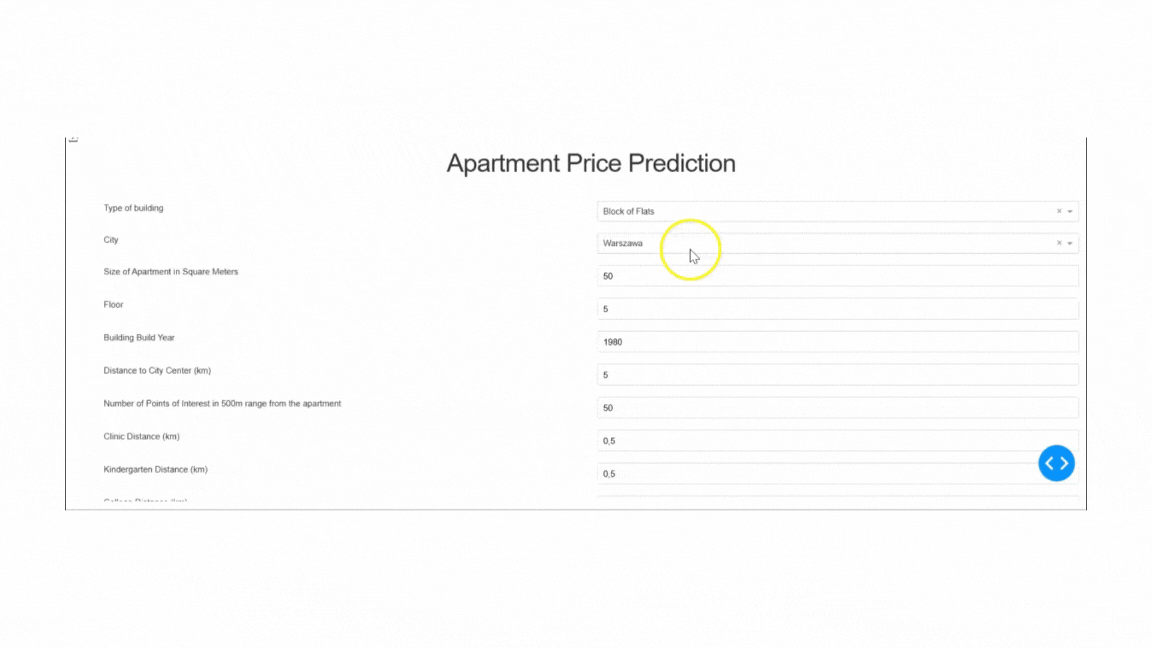 Apartment Price Prediction
Type of building
Block of Flats
City
Warszawa
Size of Apartment in Square Meters
50
Floor
5
Building Build Year
1980
Distance to City Center (km)
5
Number of Points of Interest in 500m range from the apartment
50
Clinic Distance (km)
0,5
Kindergarten Distance (km)
0,5